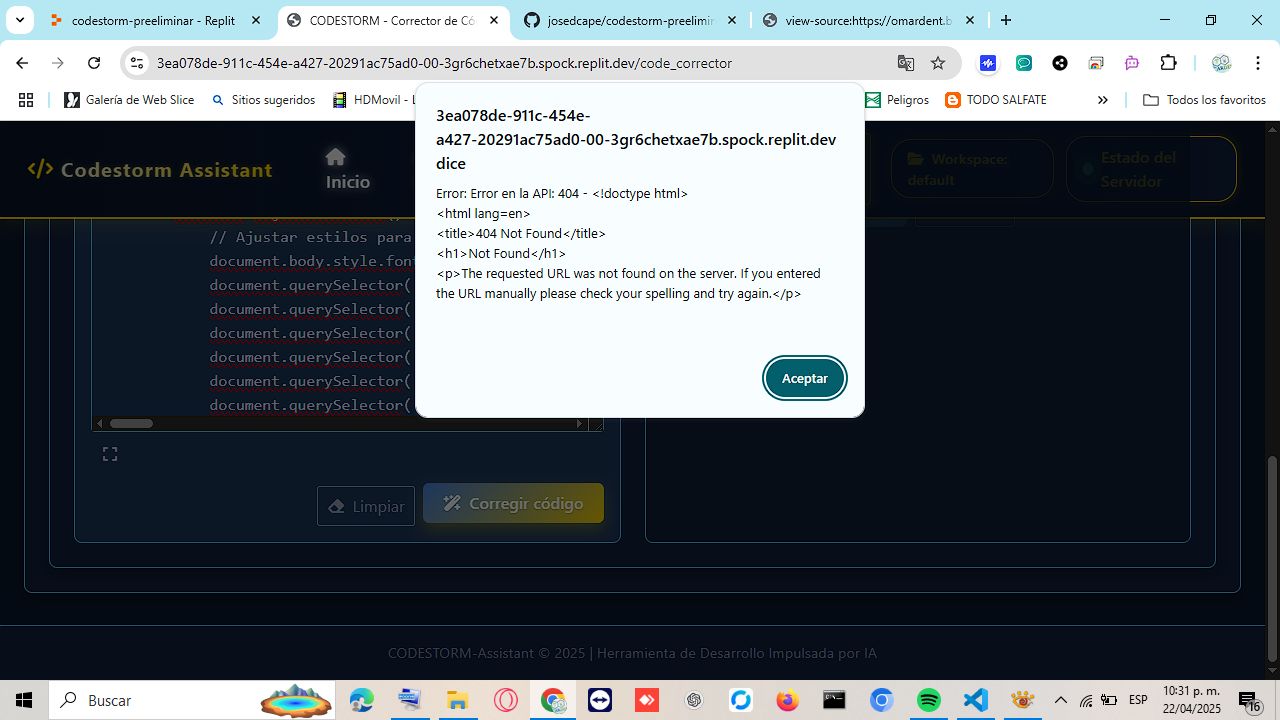 codestorm-preeliminar - Replit
CODESTORM - Corrector de Có
josedcape/codestorm-preelimin
view-source:https://omardent.b
3ea078de-911c-454e-a427-20291ac75ad0-00-3gr6chetxae7b.spock.replit.dev/code_corrector
Galería de Web Slice
Sitios sugeridos
HDMovil - L
Peligros
TODO SALFATE
Todos los favoritos
3ea078de-911c-454e-
a427-20291ac75ad0-00-3gr6chetxae7b.spock.replit.dev
dice
Error: Error en la API: 404 - <!doctype html>
<html lang=en>
<title>404 Not Found</title>
<h1>Not Found</h1>
<p>The requested URL was not found on the server. If you entered
the URL manually please check your spelling and try again.</p>
Aceptar
</> Codestorm Assistant
Inicio
Workspace:
default
Estado del
Servidor
// Ajustar estilos para
document.body.style.font
document.querySelector(
document.querySelector(
document.querySelector(
document.querySelector(
document.querySelector(
document.querySelector(
Limpiar
Corregir código
CODESTORM-Assistant © 2025 | Herramienta de Desarrollo Impulsada por IA
Buscar
ESP
10:31 p. m.
22/04/2025
16